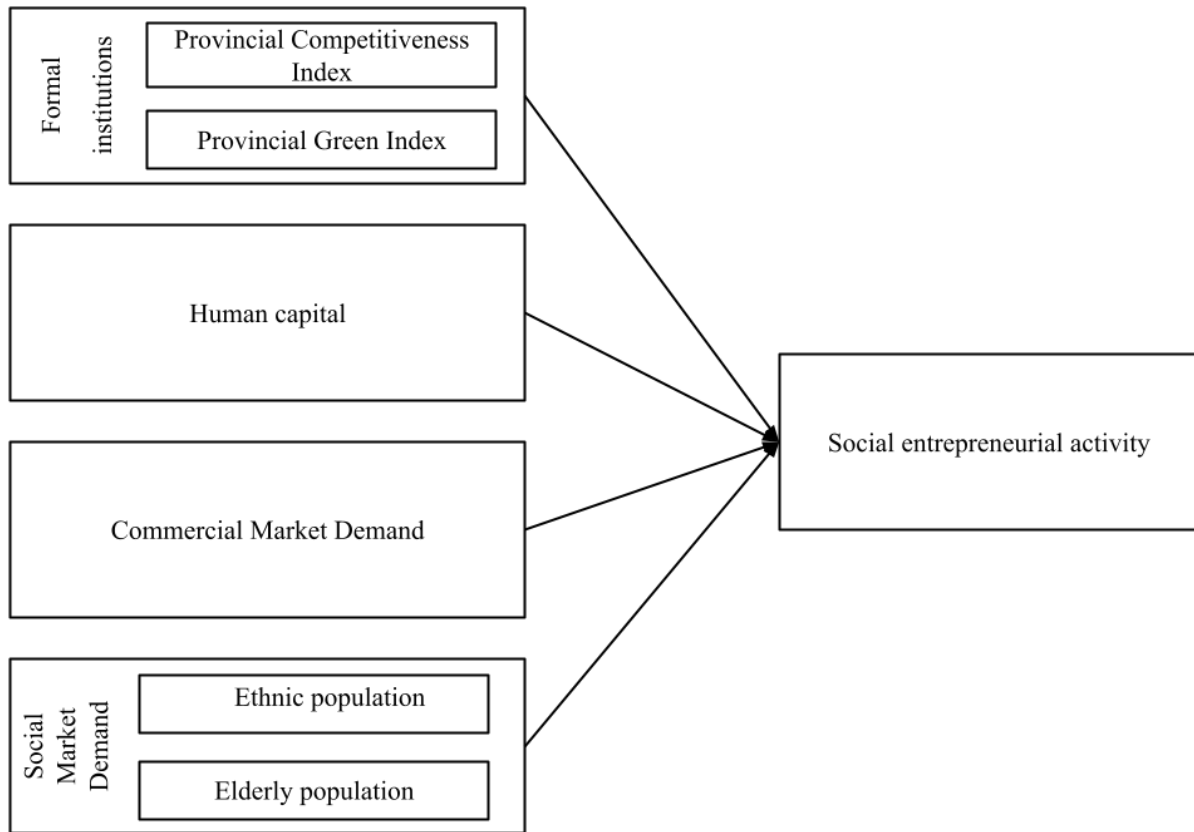 Formal
institutions
Provincial Competitiveness
Index
Provincial Green Index
Human capital
Commercial Market Demand
Social
Market
Demand
Ethnic population
Elderly population
Social entrepreneurial activity